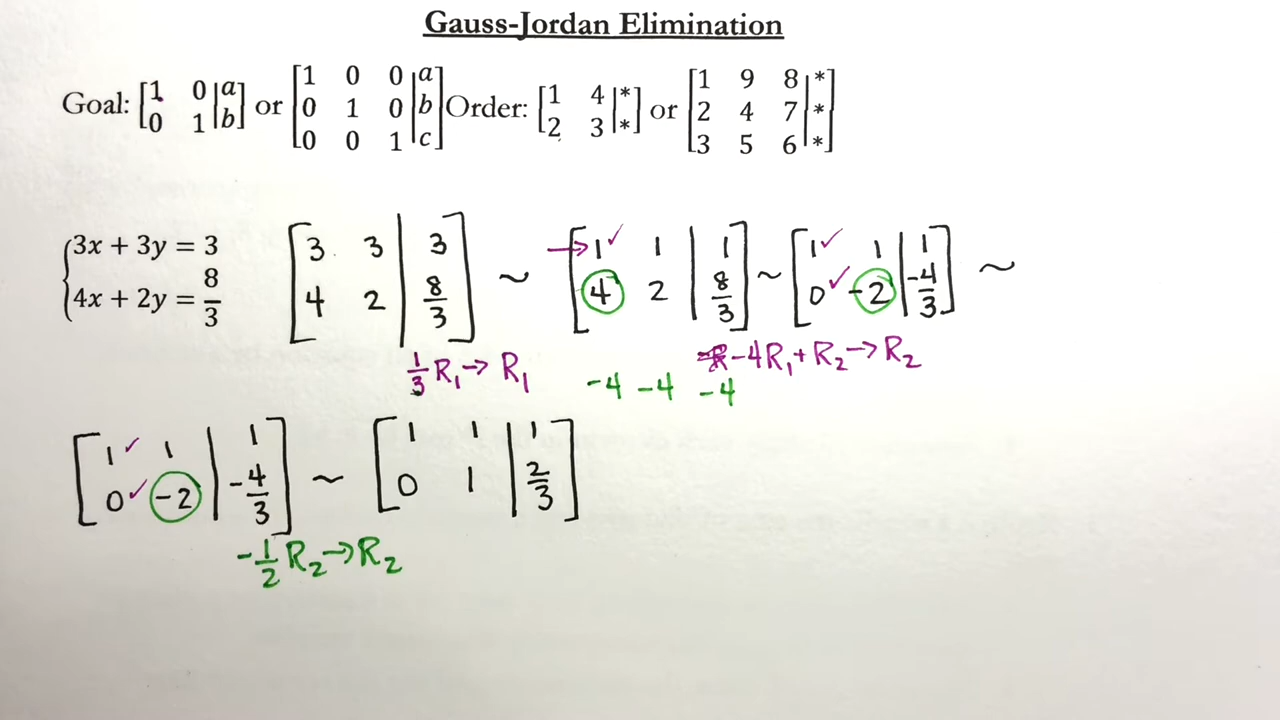 Gauss-Jordan Elimination
Goal: [1 0 | a; 0 1 | b] or [1 0 0 | a; 0 1 0 | b; 0 0 1 | c] Order: [1 4 | *; 2 3 | *] or [1 9 8 | *; 2 4 7 | *; 3 5 6 | *]
{3x + 3y = 3
4x + 2y = 8/3
[3 3 | 3; 4 2 | 8/3] ~ [1 ✓ 1 | 1; 4 2 | 8/3] ~ [1 ✓ 1 | 1; 0 ✓ -2 | -4/3] ~
1/3 R₁ → R₁
-4R₁ + R₂ → R₂
-4 -4 -4
[1 ✓ 1 | 1; 0 ✓ -2 | -4/3] ~ [1 1 | 1; 0 1 | 2/3]
-1/2 R₂ → R₂